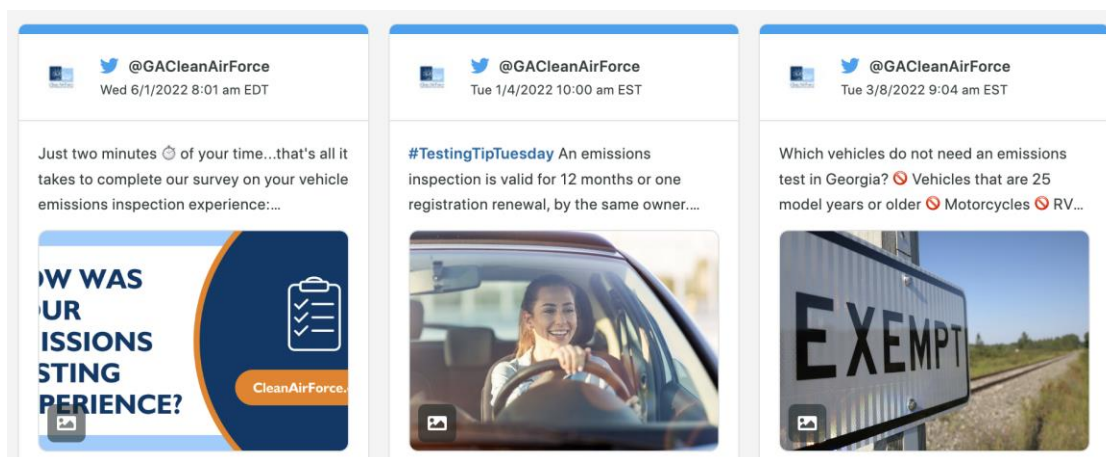 @GACleanAirForce
Wed 6/1/2022 8:01 am EDT
Just two minutes ⏱ of your time...that's all it
takes to complete our survey on your vehicle
emissions inspection experience:...
OW WAS
OUR
ISSIONS
STING
PERIENCE?
CleanAirForce.
@GACleanAirForce
Tue 1/4/2022 10:00 am EST
#TestingTipTuesday An emissions
inspection is valid for 12 months or one
registration renewal, by the same owner....
@GACleanAirForce
Tue 3/8/2022 9:04 am EST
Which vehicles do not need an emissions
test in Georgia? 🚫 Vehicles that are 25
model years or older 🚫 Motorcycles 🚫 RV...
EXEMPT